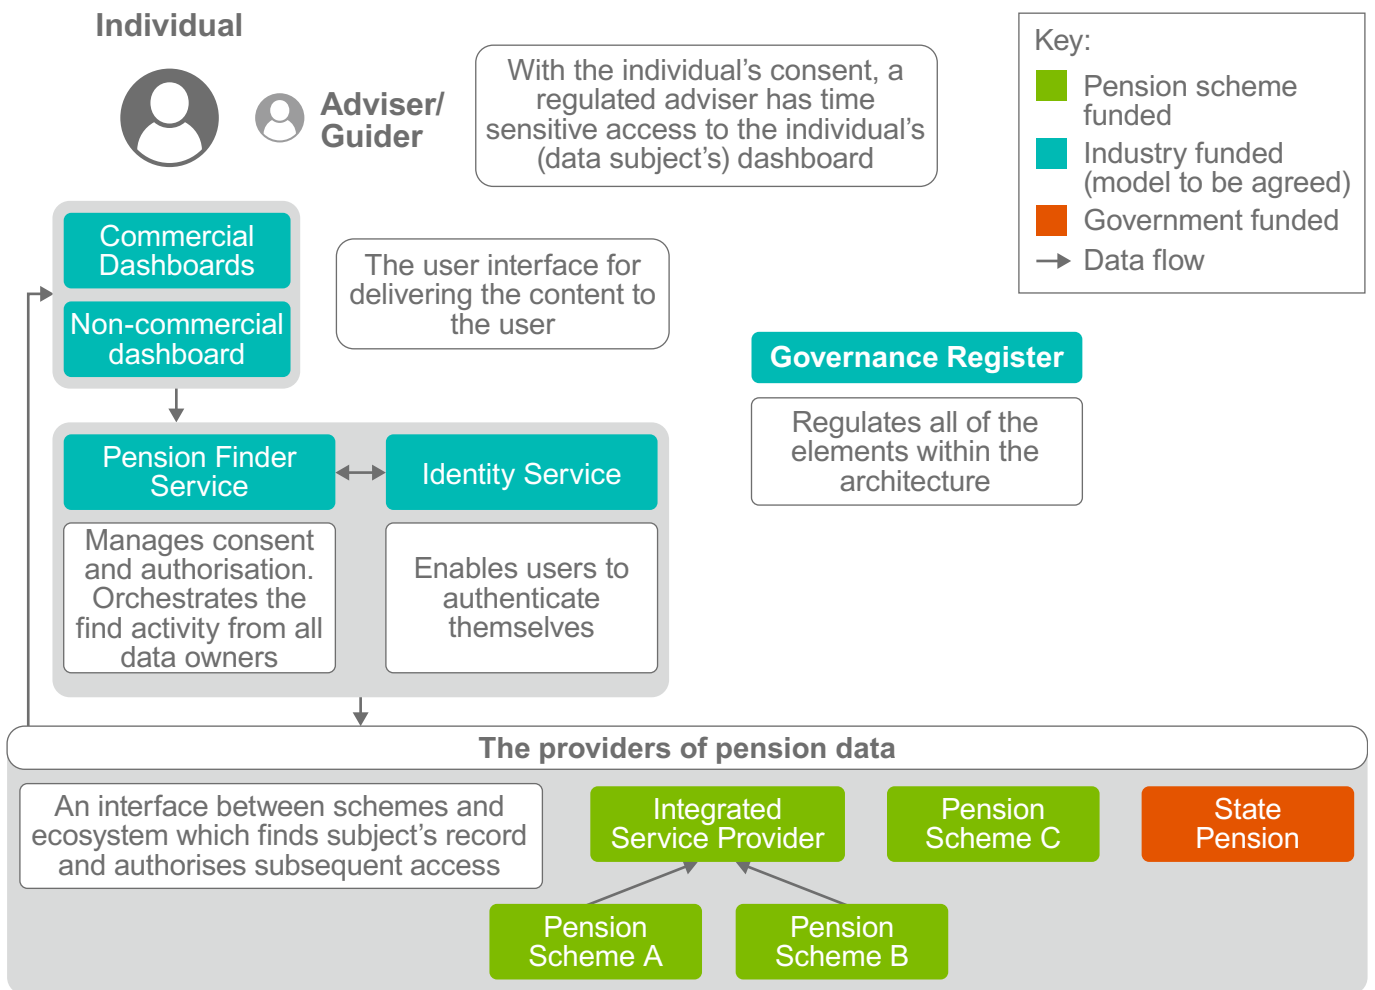 Individual
Adviser/
Guider
With the individual's consent, a
regulated adviser has time
sensitive access to the individual's
(data subject's) dashboard
Key:
Pension scheme
funded
Industry funded
(model to be agreed)
Government funded
Data flow
Commercial
Dashboards
Non-commercial
dashboard
The user interface for
delivering the content to
the user
Governance Register
Regulates all of the
elements within the
architecture
Pension Finder
Service
Identity Service
Manages consent
and authorisation.
Orchestrates the
find activity from all
data owners
Enables users to
authenticate
themselves
The providers of pension data
An interface between schemes and
ecosystem which finds subject's record
and authorises subsequent access
Integrated
Service Provider
Pension
Scheme C
State
Pension
Pension
Scheme A
Pension
Scheme B